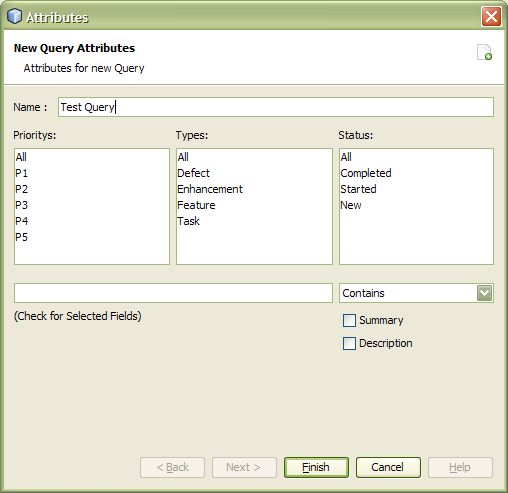 Attributes
New Query Attributes
Attributes for new Query
Name : Test Query
Prioritys: Types: Status:
All All All
P1 Defect Completed
P2 Enhancement Started
P3 Feature New
P4 Task
P5
Contains
(Check for Selected Fields) Summary
Description
< Back Next > Finish Cancel Help